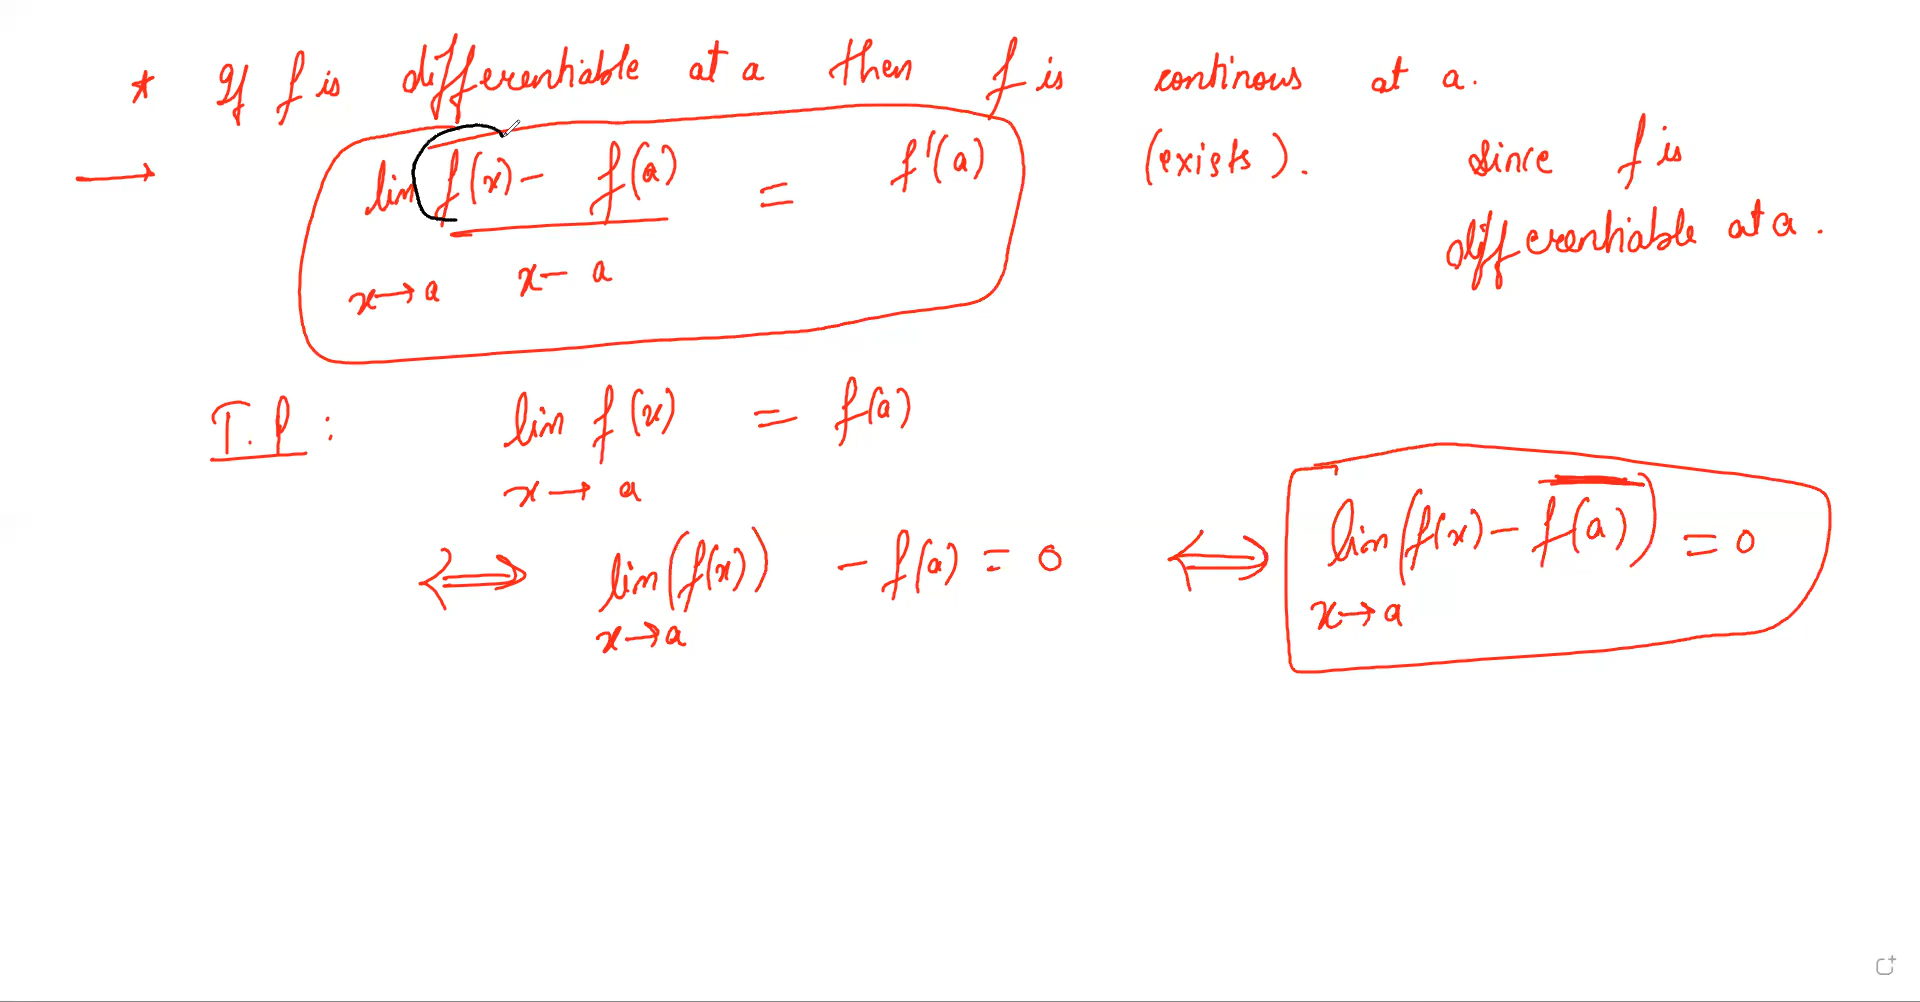 * If f is differentiable at a then f is continous at a.
→ lim f(x) - f(a) = f'(a) (exists). since f is
x→a x - a differentiable at a.
T.P : lim f(x) = f(a)
x → a
⟺ lim (f(x)) - f(a) = 0 ⟺ lim (f(x) - f(a)) = 0
x→a x→a